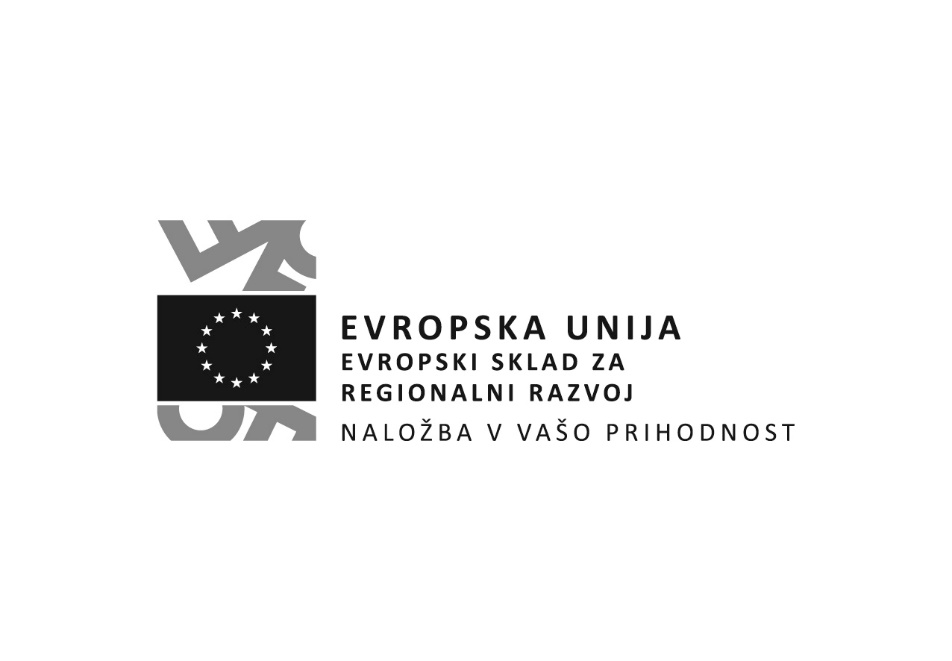 EVROPSKA UNIJA
EVROPSKI SKLAD ZA
REGIONALNI RAZVOJ
NALOŽBA V VAŠO PRIHODNOST